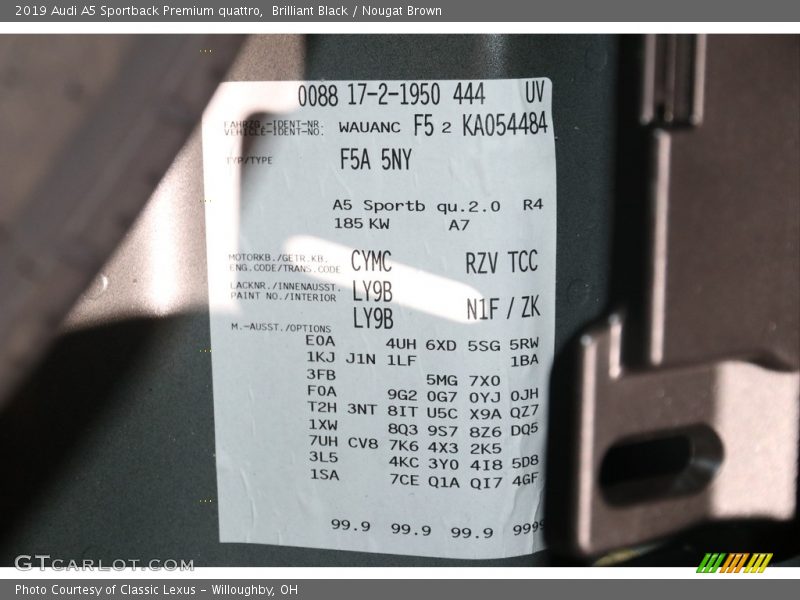 2019 Audi A5 Sportback Premium quattro,  Brilliant Black / Nougat Brown
0088 17-2-1950 444 UV
FAHRZG.-IDENT-NR.
VEHICLE-IDENT-NO. WAUANC F5 2 KA054484
TYP/TYPE F5A 5NY
A5 Sportb qu.2.0 R4
185 KW A7
MOTORKB./GETR.KB.
ENG.CODE/TRANS.CODE CYMC RZV TCC
LACKNR./INNENAUSST.
PAINT NO./INTERIOR LY9B N1F / ZK
LY9B
M.-AUSST./OPTIONS
E0A 4UH 6XD 5SG 5RW
1KJ J1N 1LF 1BA
3FB 5MG 7X0
F0A 9G2 0G7 0YJ 0JH
T2H 3NT 8IT U5C X9A QZ7
1XW 8Q3 9S7 8Z6 DQ5
7UH CV8 7K6 4X3 2K5
3L5 4KC 3Y0 4I8 5D8
1SA 7CE Q1A QI7 4GF
99.9 99.9 99.9 9999
GTCARLOT.COM
Photo Courtesy of Classic Lexus - Willoughby, OH